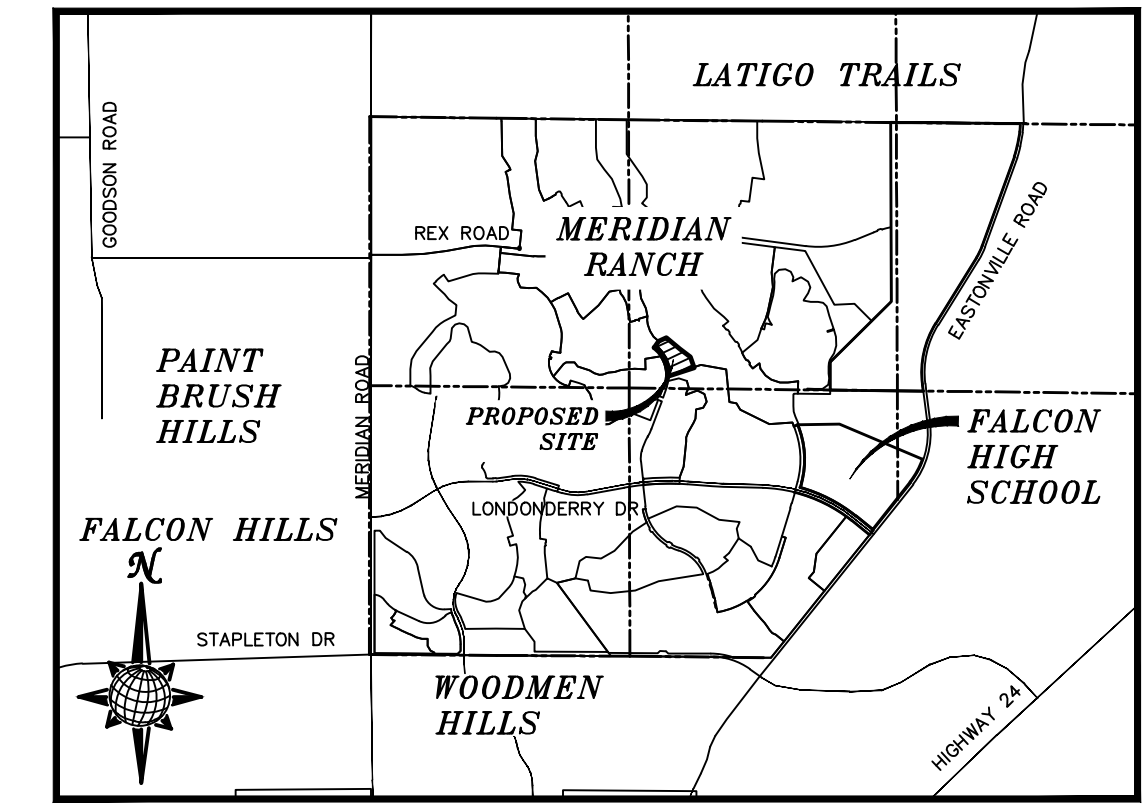 LATIGO TRAILS
GOODSON ROAD
REX ROAD
MERIDIAN
RANCH
EASTONVILLE ROAD
PAINT
BRUSH
HILLS
MERIDIAN ROAD
PROPOSED
SITE
FALCON
HIGH
SCHOOL
LONDONDERRY DR
FALCON HILLS
N
STAPLETON DR
WOODMEN
HILLS
HIGHWAY 24